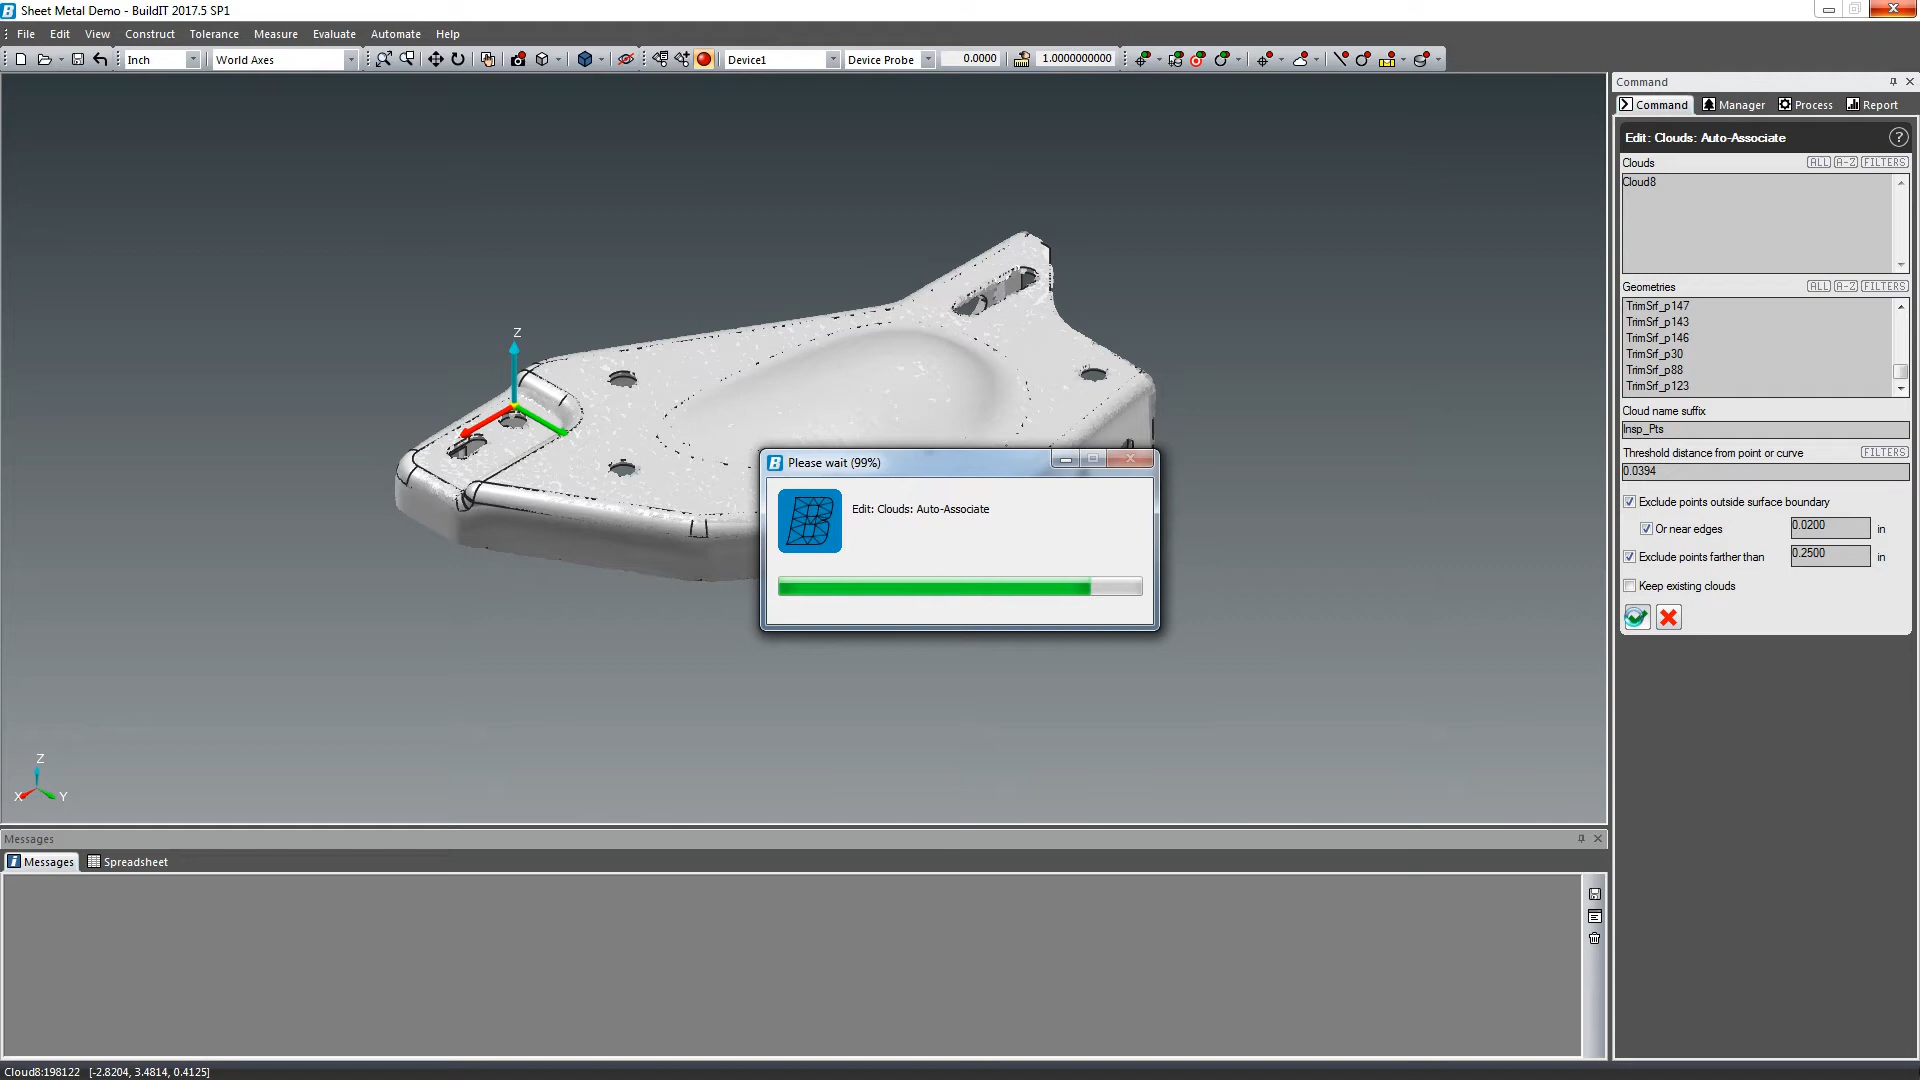 Sheet Metal Demo - BuildIT 2017.5 SP1
File Edit View Construct Tolerance Measure Evaluate Automate Help
Inch World Axes Device1 Device Probe 0.0000 1.0000000000
Command
Command Manager Process Report
Edit: Clouds: Auto-Associate ?
Clouds ALL A-Z FILTERS
Cloud8
Geometries ALL A-Z FILTERS
TrimSrf_p147
TrimSrf_p143
TrimSrf_p146
TrimSrf_p30
TrimSrf_p88
TrimSrf_p123
Cloud name suffix
Insp_Pts
Threshold distance from point or curve FILTERS
0.0394
Exclude points outside surface boundary
Or near edges 0.0200 in
Exclude points farther than 0.2500 in
Keep existing clouds
Z
Please wait (99%)
Edit: Clouds: Auto-Associate
Z
X Y
Messages
Messages Spreadsheet
Cloud8:198122 [-2.8204, 3.4814, 0.4125]